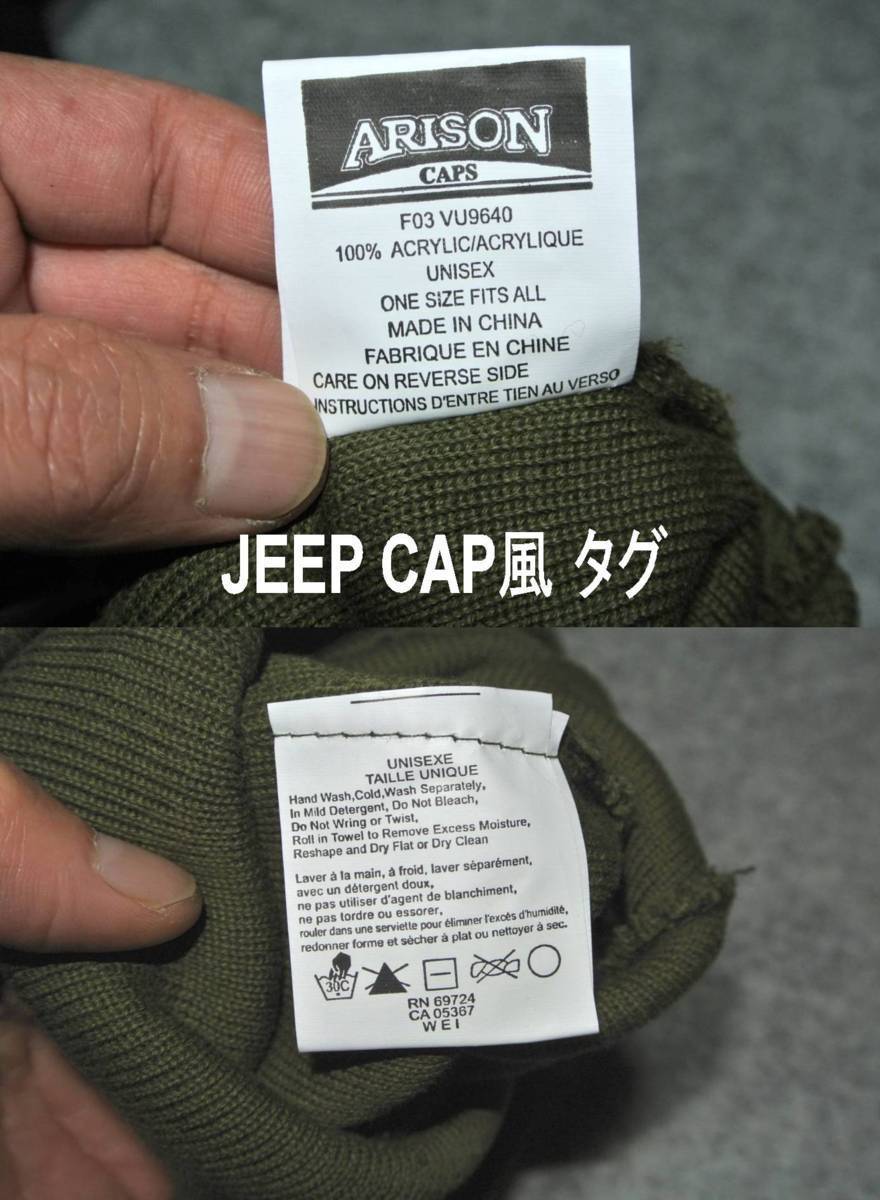 ARISON
CAPS
F03 VU9640
100% ACRYLIC/ACRYLIQUE
UNISEX
ONE SIZE FITS ALL
MADE IN CHINA
FABRIQUE EN CHINE
CARE ON REVERSE SIDE
INSTRUCTIONS D'ENTRE TIEN AU VERSO
JEEP CAP風 タグ
UNISEXE
TAILLE UNIQUE
Hand Wash,Cold,Wash Separately,
In Mild Detergent, Do Not Bleach,
Do Not Wring or Twist,
Roll in Towel to Remove Excess Moisture,
Reshape and Dry Flat or Dry Clean
Laver à la main, à froid, laver séparément,
avec un détergent doux,
ne pas utiliser d'agent de blanchiment,
ne pas tordre ou essorer,
rouler dans une serviette pour éliminer l'excés d'humidité,
redonner forme et sècher à plat ou nettoyer à sec.
30C
RN 69724
CA 05367
W E I